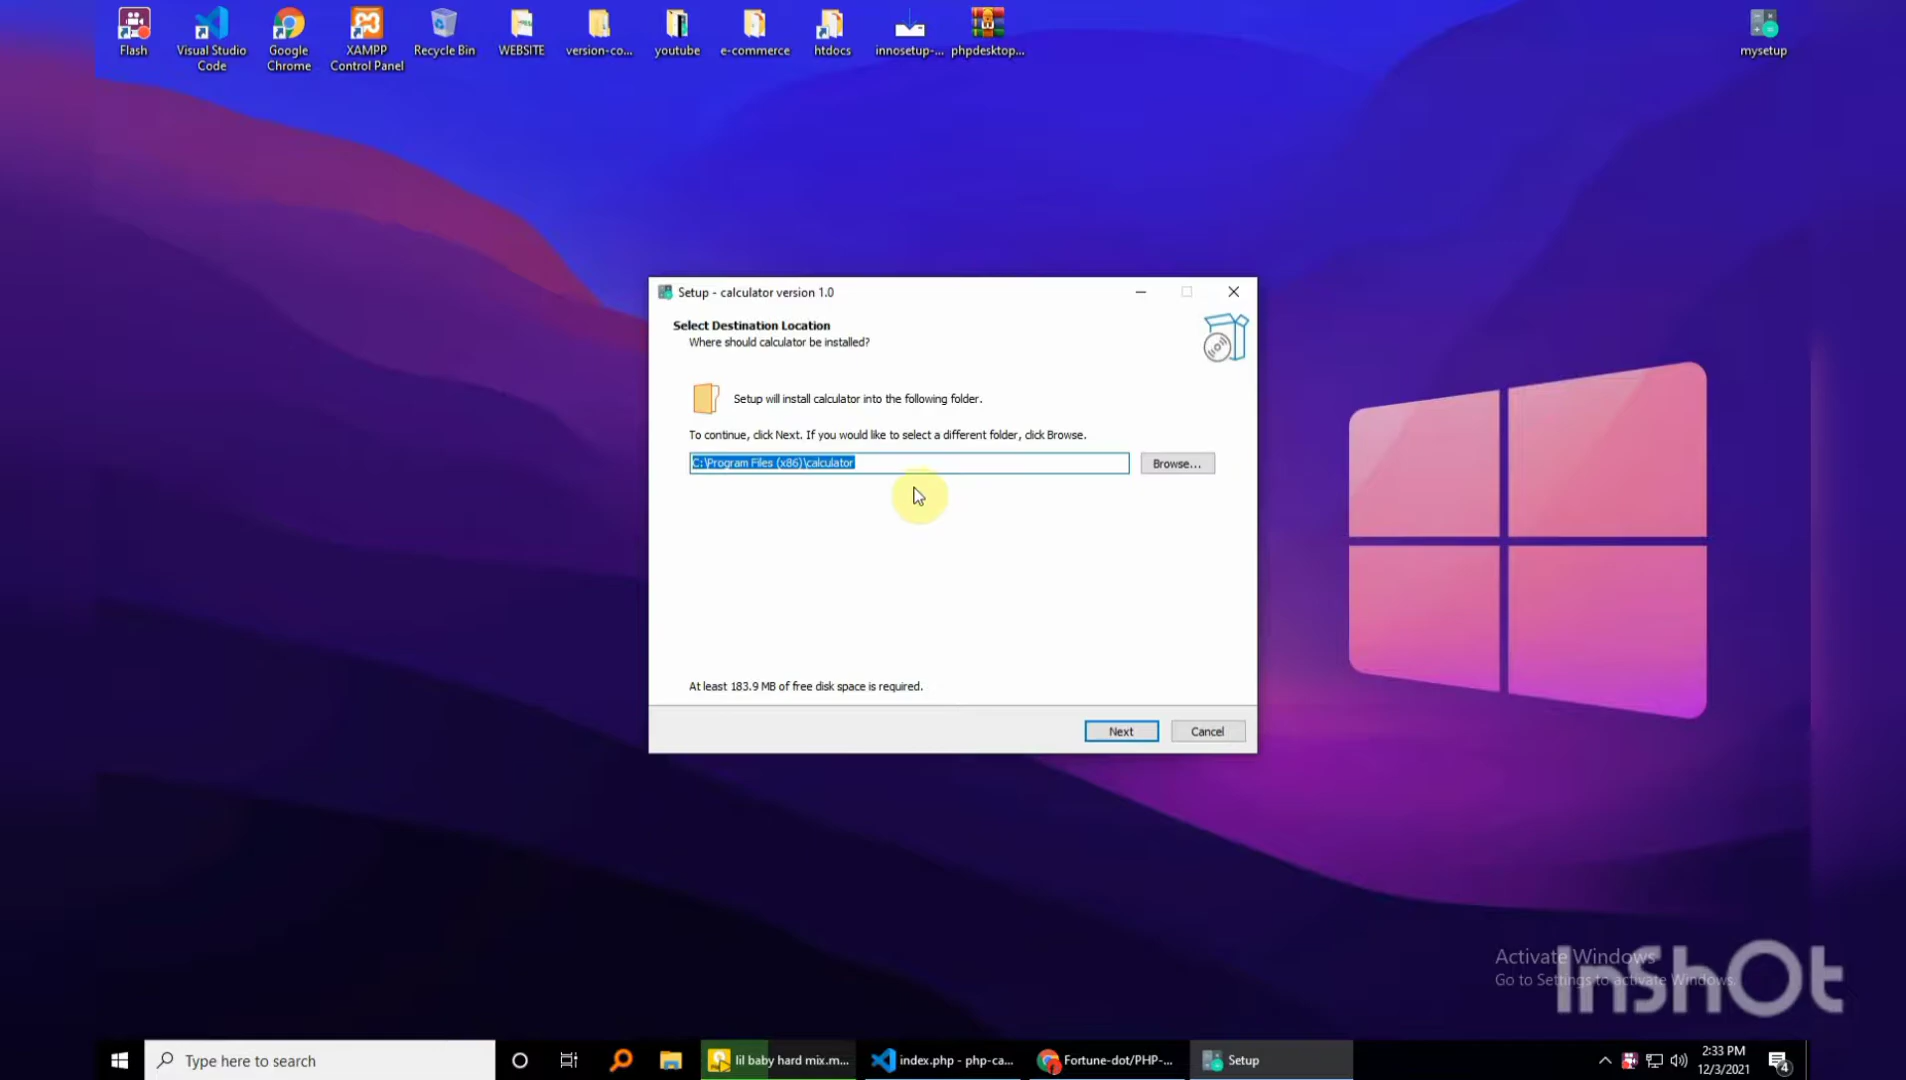 Flash
Visual Studio
Code
Google
Chrome
XAMPP
Control Panel
Recycle Bin
WEBSITE
version-co...
youtube
e-commerce
htdocs
innosetup-...
phpdesktop...
mysetup
Setup - calculator version 1.0
Select Destination Location
Where should calculator be installed?
Setup will install calculator into the following folder.
To continue, click Next. If you would like to select a different folder, click Browse.
C:\Program Files (x86)\calculator
Browse...
At least 183.9 MB of free disk space is required.
Next
Cancel
Activate Windows
Go to Settings to activate Windows.
InShOt
Type here to search
lil baby hard mix.m...
index.php - php-ca...
Fortune-dot/PHP-...
Setup
2:33 PM
12/3/2021
4